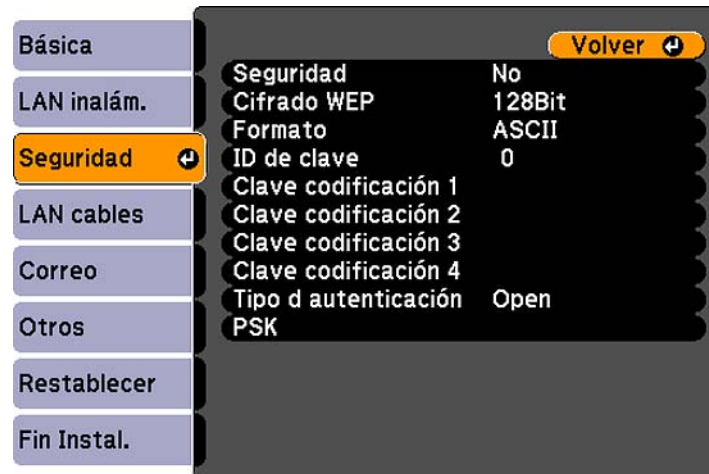 Básica
LAN inalám.
Seguridad
LAN cables
Correo
Otros
Restablecer
Fin Instal.
Volver
Seguridad No
Cifrado WEP 128Bit
Formato ASCII
ID de clave 0
Clave codificación 1
Clave codificación 2
Clave codificación 3
Clave codificación 4
Tipo d autenticación Open
PSK